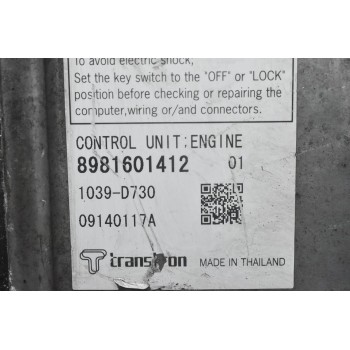 To avoid electric shock,
Set the key switch to the "OFF" or "LOCK"
position before checking or repairing the
computer,wiring or/and connectors.
CONTROL UNIT:ENGINE
8981601412 01
1039-D730
09140117A
transtron MADE IN THAILAND